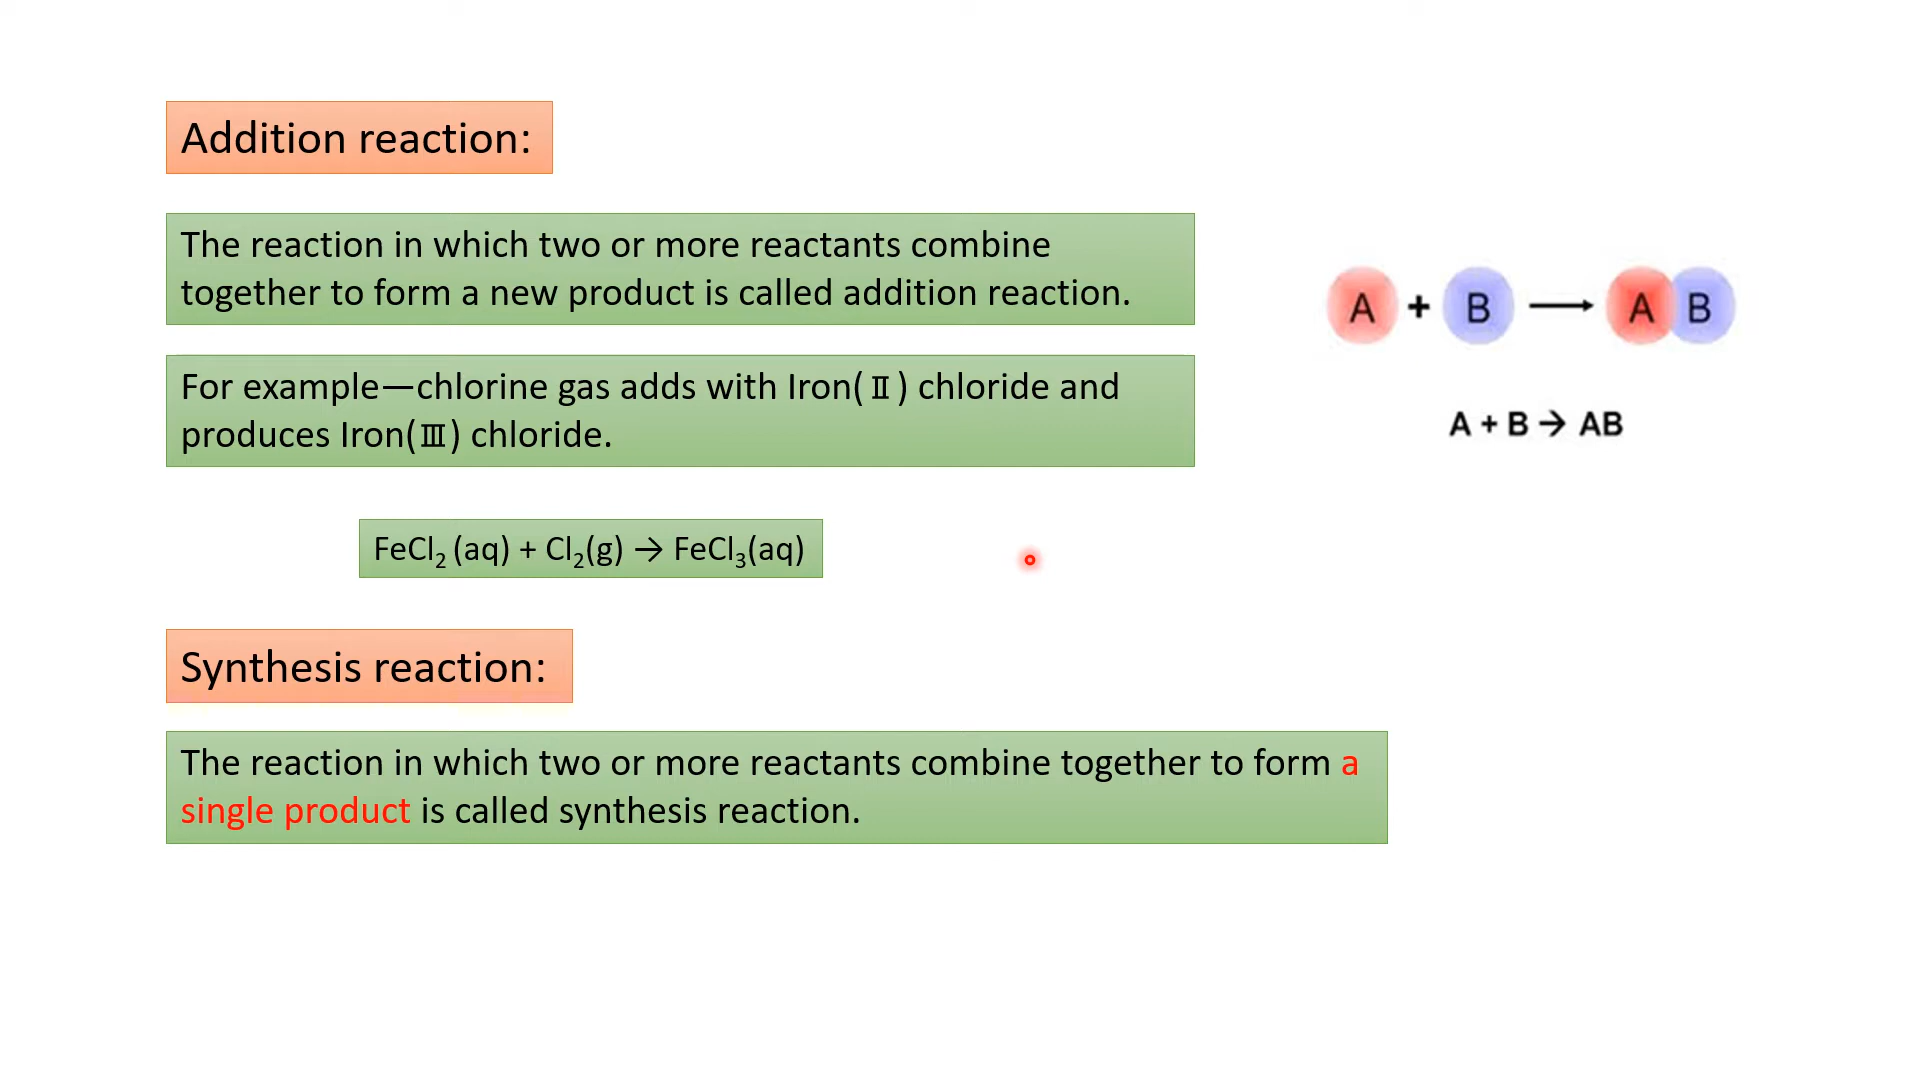 Addition reaction:
The reaction in which two or more reactants combine
together to form a new product is called addition reaction.
A + B ⟶ A B
For example—chlorine gas adds with Iron(Ⅱ) chloride and
produces Iron(Ⅲ) chloride.
A + B → AB
FeCl₂ (aq) + Cl₂(g) → FeCl₃(aq)
Synthesis reaction:
The reaction in which two or more reactants combine together to form a
single product is called synthesis reaction.